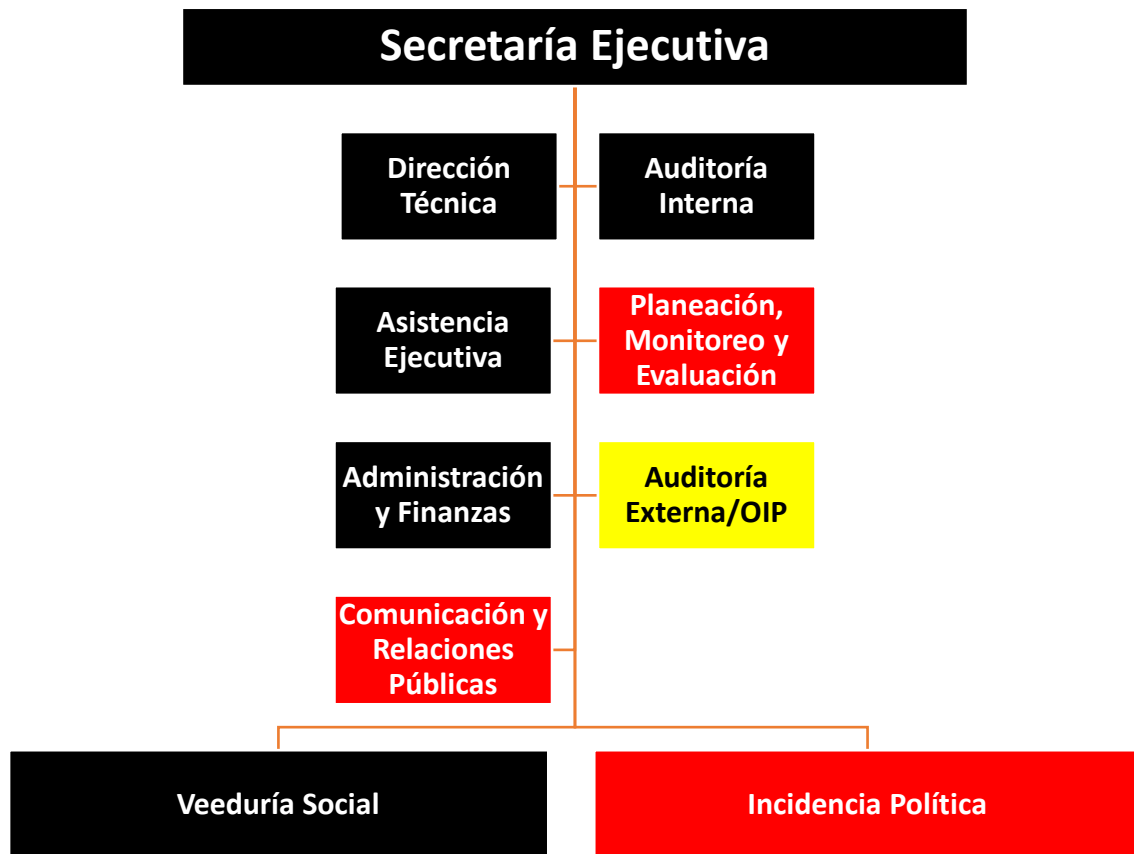 Secretaría Ejecutiva
Dirección
Técnica
Auditoría
Interna
Asistencia
Ejecutiva
Planeación,
Monitoreo y
Evaluación
Administración
y Finanzas
Auditoría
Externa/OIP
Comunicación y
Relaciones
Públicas
Veeduría Social
Incidencia Política